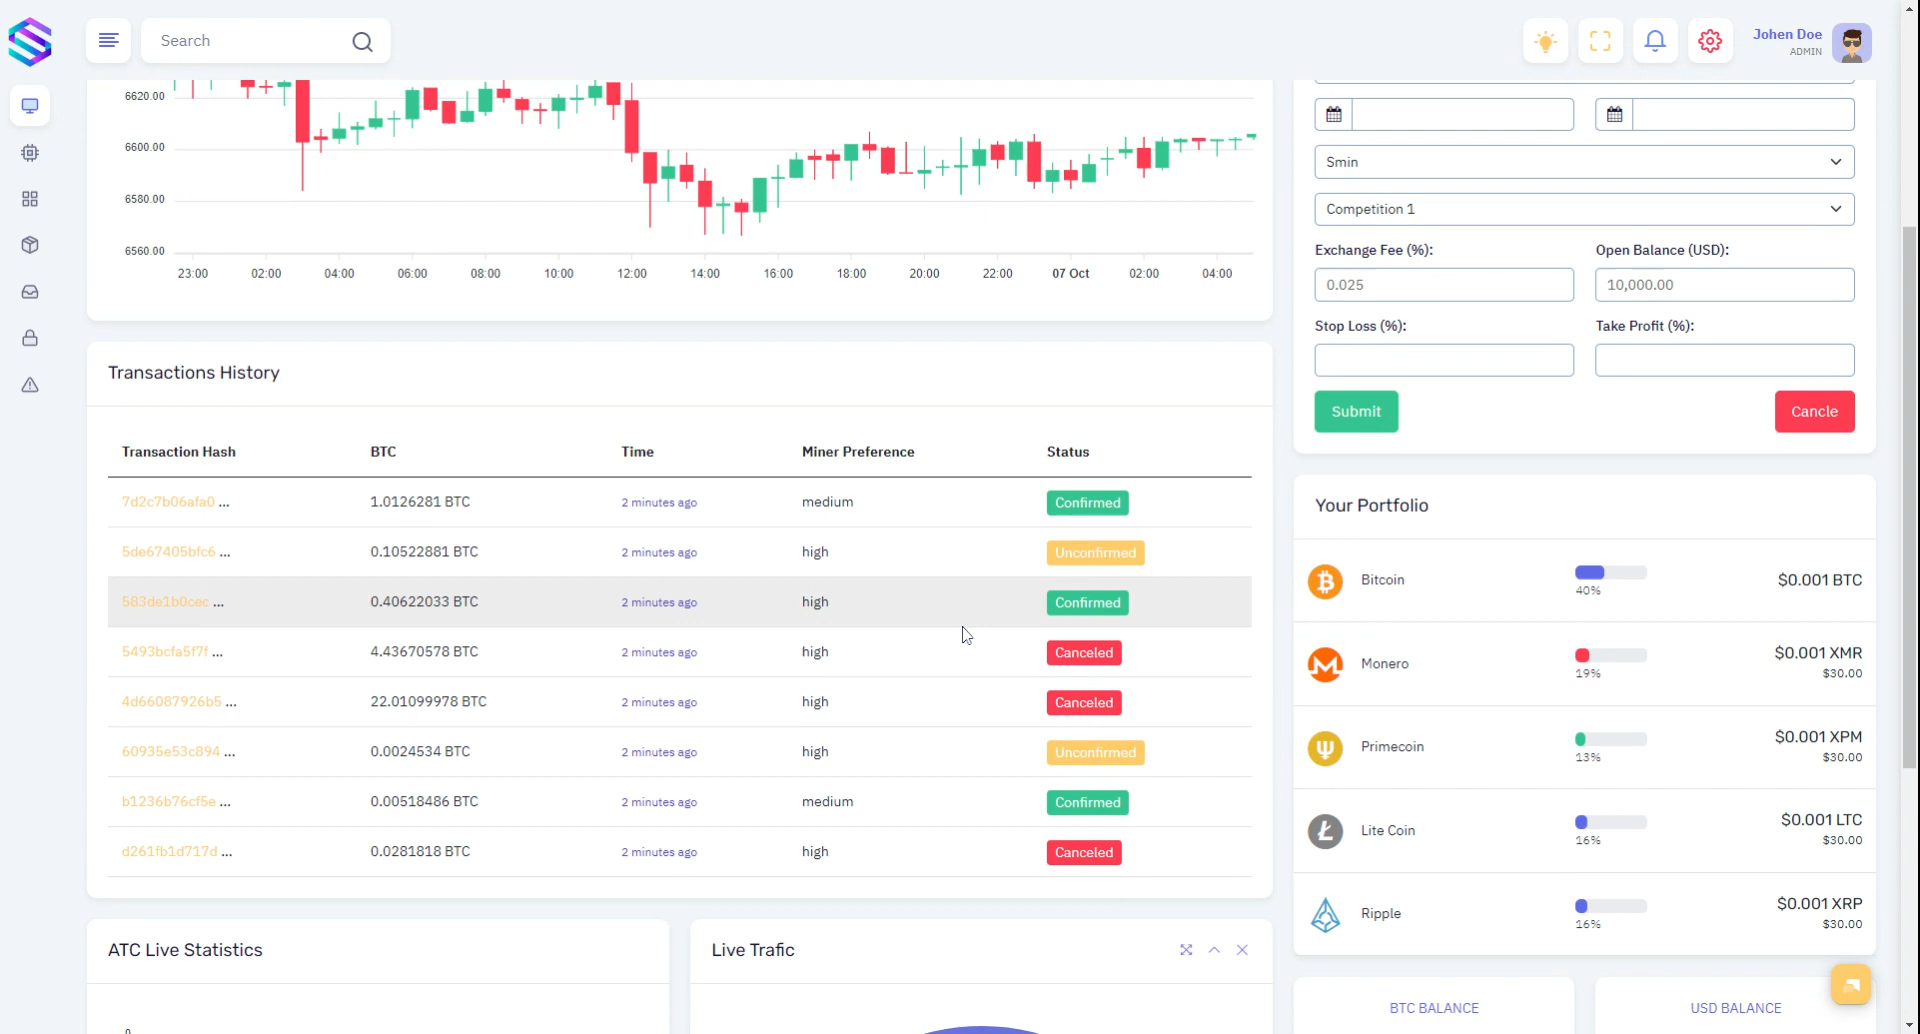 Search
Johen Doe
ADMIN
6620.00
6600.00
6580.00
6560.00
23:00 02:00 04:00 06:00 08:00 10:00 12:00 14:00 16:00 18:00 20:00 22:00 07 Oct 02:00 04:00
Smin
Competition 1
Exchange Fee (%): Open Balance (USD):
0.025 10,000.00
Stop Loss (%): Take Profit (%):
Submit Cancle
Transactions History
Transaction Hash BTC Time Miner Preference Status
7d2c7b06afa0 ... 1.0126281 BTC 2 minutes ago medium Confirmed
5de67405bfc6 ... 0.10522881 BTC 2 minutes ago high Unconfirmed
583de1b0cec ... 0.40622033 BTC 2 minutes ago high Confirmed
5493bcfa5f7f ... 4.43670578 BTC 2 minutes ago high Canceled
4d66087926b5 ... 22.01099978 BTC 2 minutes ago high Canceled
60935e53c894 ... 0.0024534 BTC 2 minutes ago high Unconfirmed
b1236b76cf5e ... 0.00518486 BTC 2 minutes ago medium Confirmed
d261fb1d717d ... 0.0281818 BTC 2 minutes ago high Canceled
Your Portfolio
Bitcoin 40% $0.001 BTC
Monero 19% $0.001 XMR
$30.00
Primecoin 13% $0.001 XPM
$30.00
Lite Coin 16% $0.001 LTC
$30.00
Ripple 16% $0.001 XRP
$30.00
ATC Live Statistics
Live Trafic
BTC BALANCE USD BALANCE